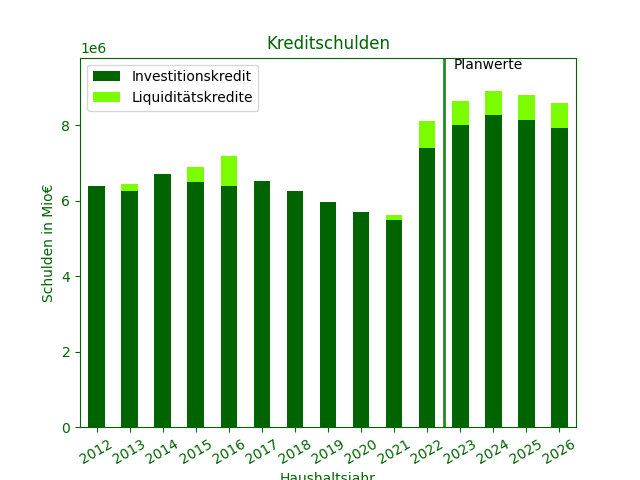 Kreditschulden
1e6
Planwerte
Investitionskredit
Liquiditätskredite
Schulden in Mio€
8
6
4
2
0
2012 2013 2014 2015 2016 2017 2018 2019 2020 2021 2022 2023 2024 2025 2026
Haushaltsjahr